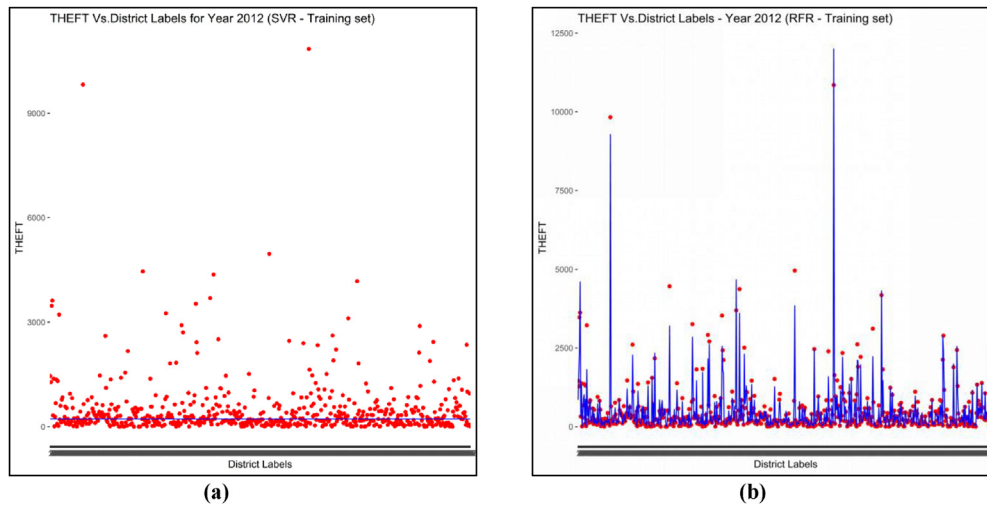 THEFT Vs.District Labels for Year 2012 (SVR - Training set)
9000
6000
3000
0
THEFT
District Labels
(a)
THEFT Vs.District Labels - Year 2012 (RFR - Training set)
12500
10000
7500
5000
2500
0
THEFT
District Labels
(b)